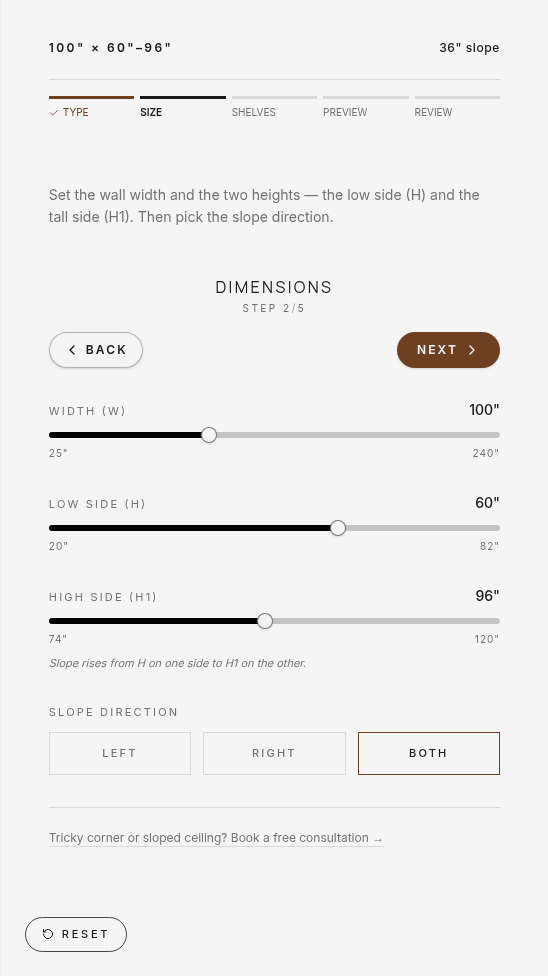 100" × 60"–96"
36" slope
TYPE
SIZE
SHELVES
PREVIEW
REVIEW
Set the wall width and the two heights — the low side (H) and the
tall side (H1). Then pick the slope direction.
DIMENSIONS
STEP 2/5
BACK
NEXT
WIDTH (W)
100"
25"
240"
LOW SIDE (H)
60"
20"
82"
HIGH SIDE (H1)
96"
74"
120"
Slope rises from H on one side to H1 on the other.
SLOPE DIRECTION
LEFT
RIGHT
BOTH
Tricky corner or sloped ceiling? Book a free consultation →
RESET